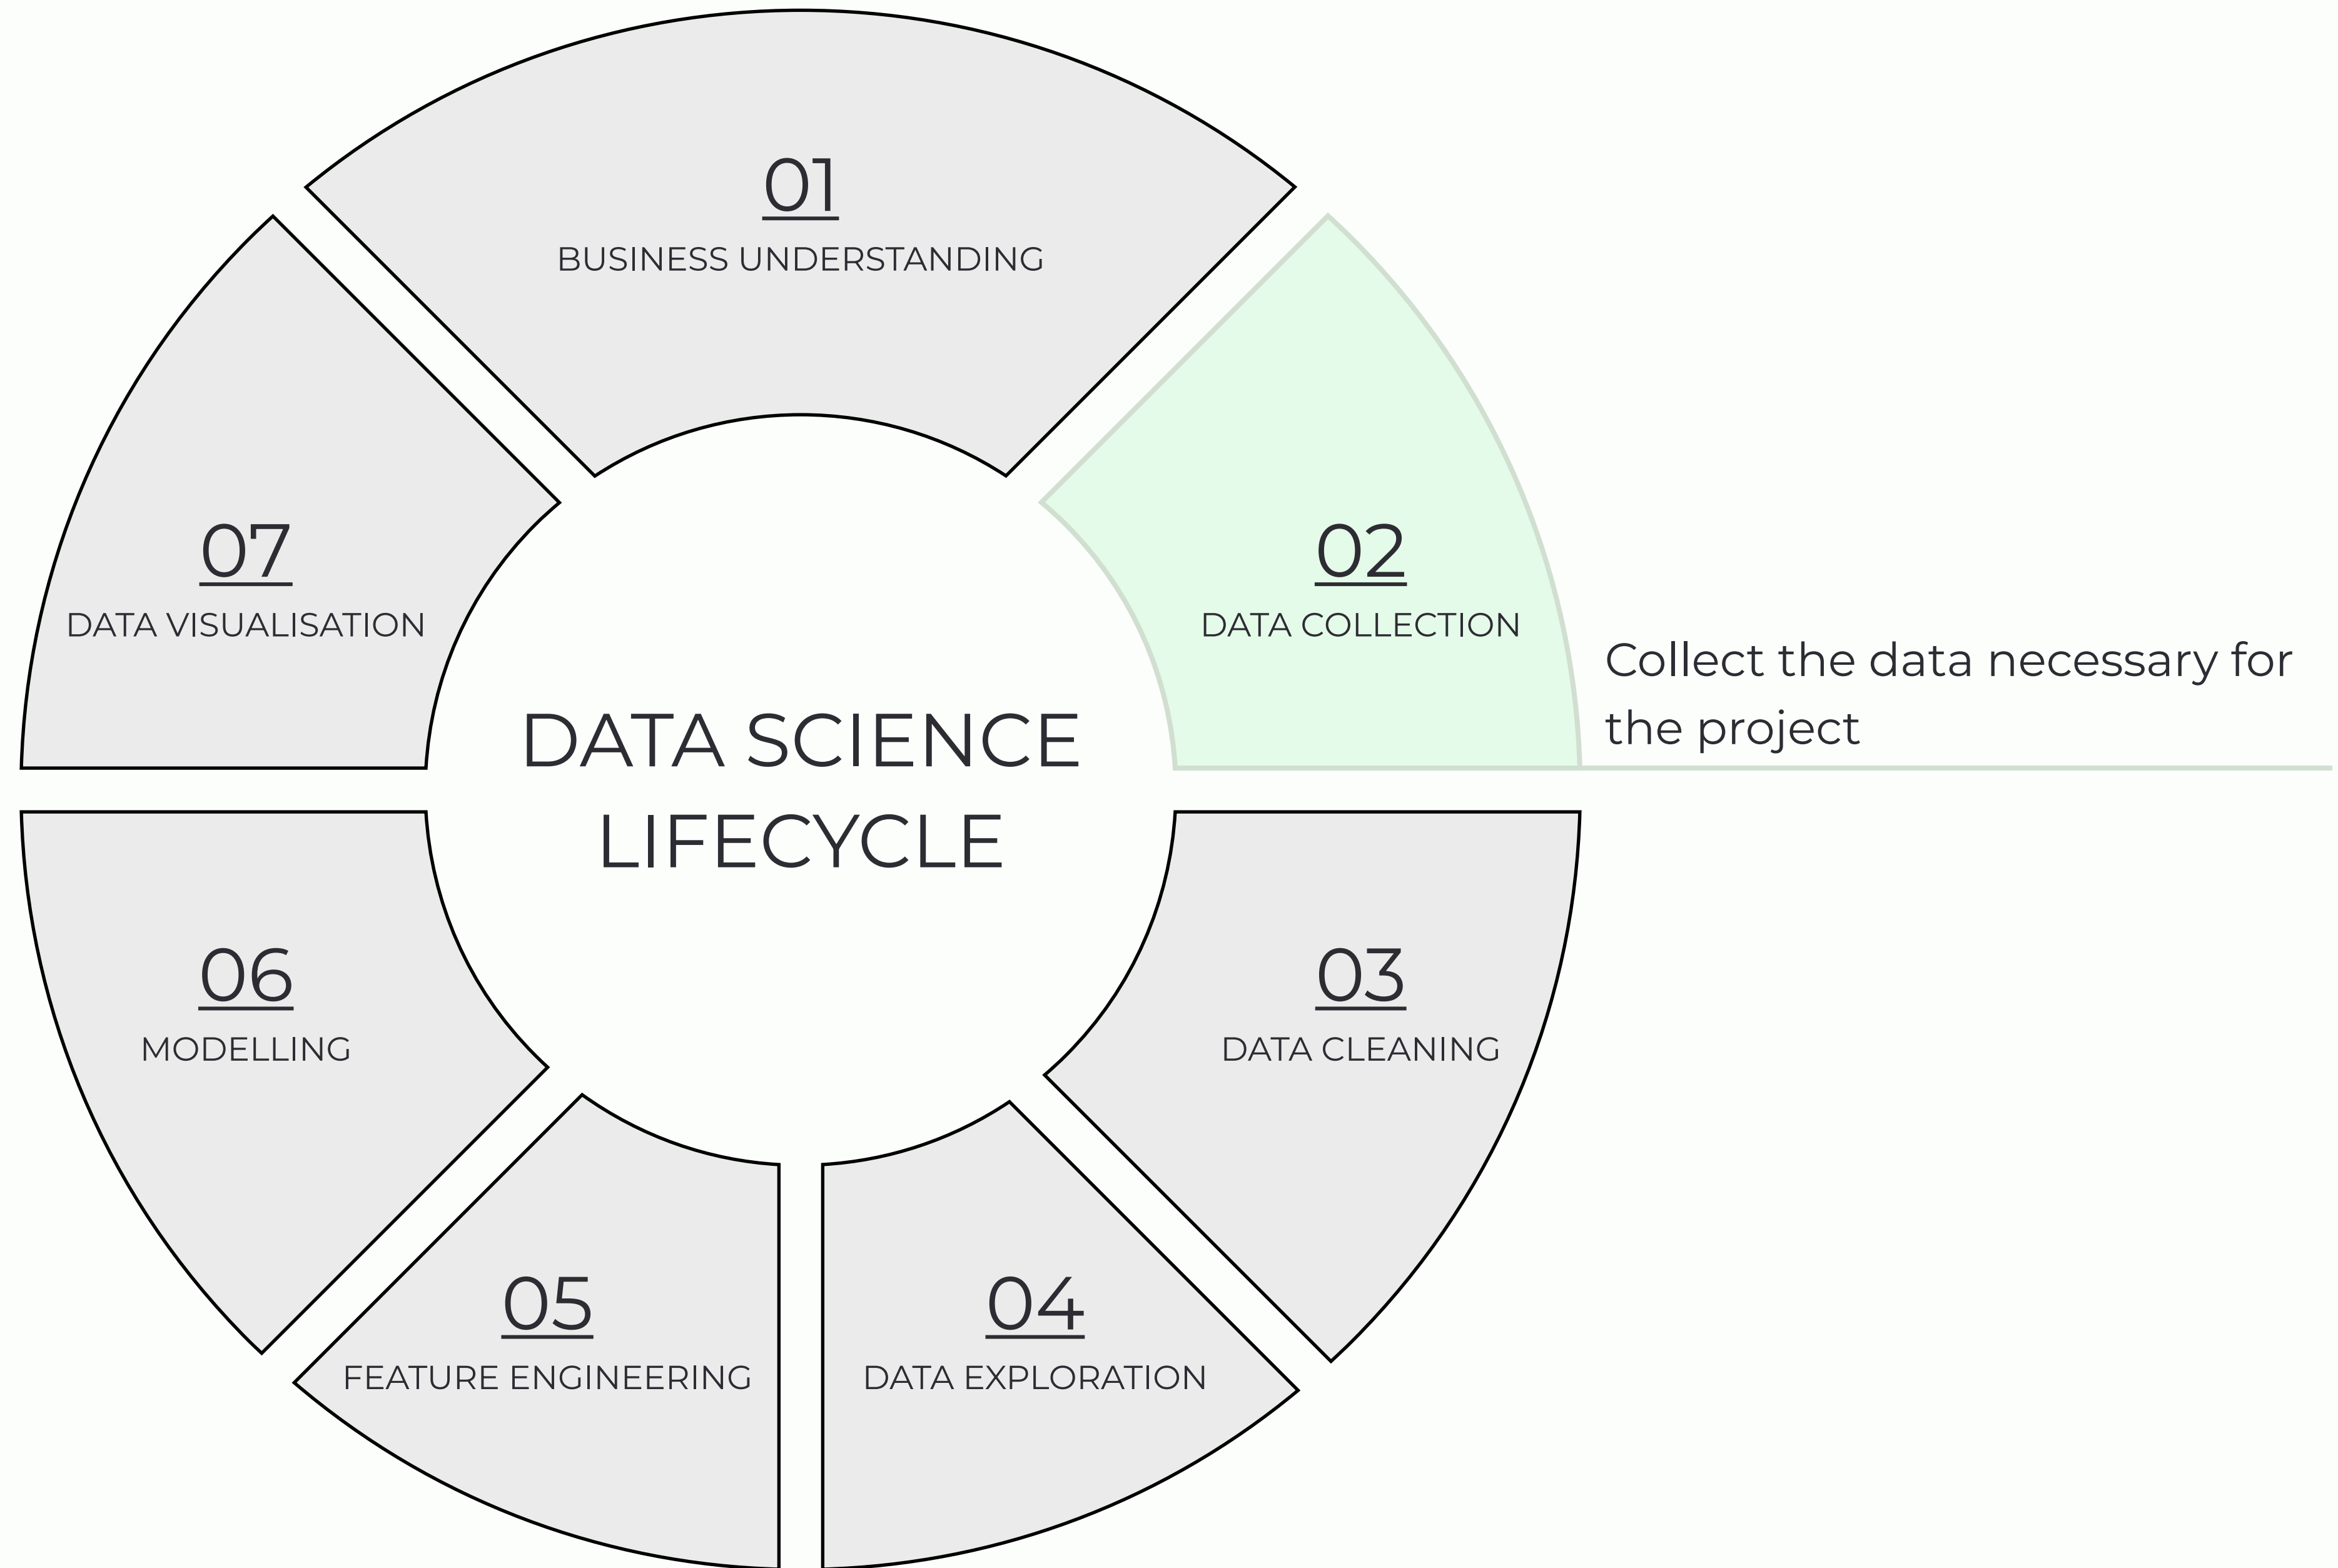 01
BUSINESS UNDERSTANDING
02
DATA COLLECTION
Collect the data necessary for
the project
03
DATA CLEANING
04
DATA EXPLORATION
05
FEATURE ENGINEERING
06
MODELLING
07
DATA VISUALISATION
DATA SCIENCE
LIFECYCLE